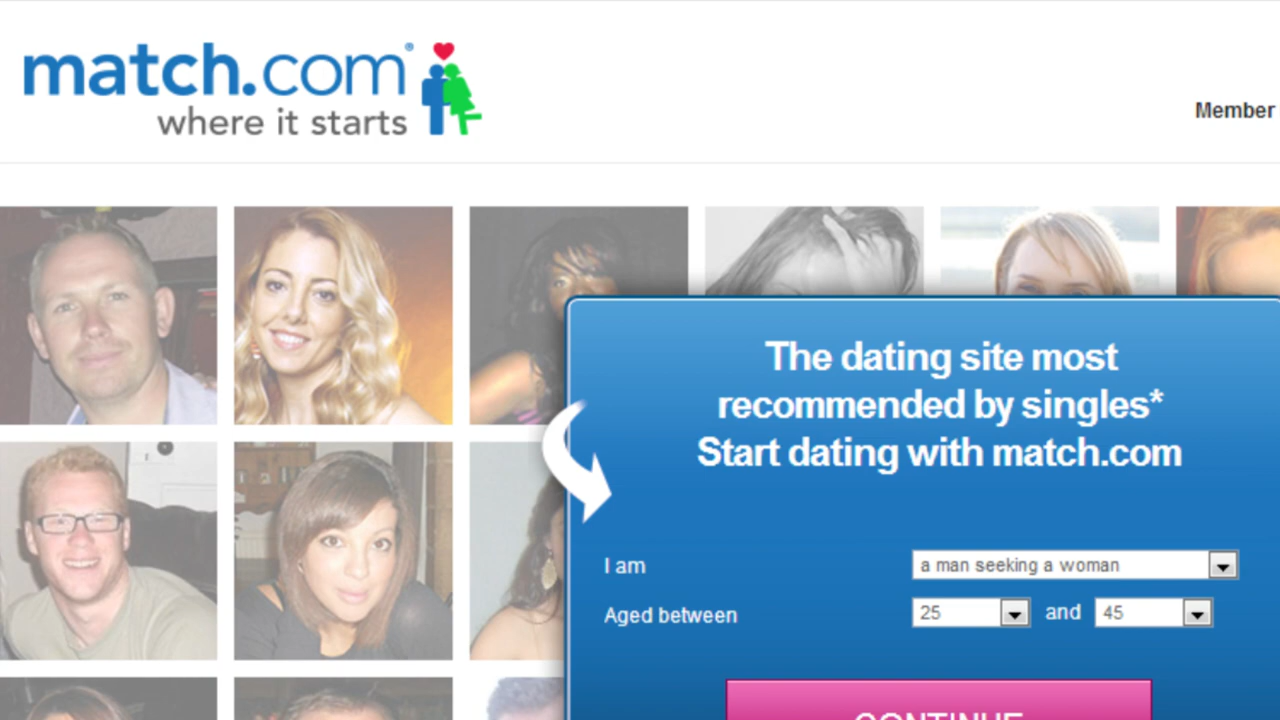 match.com®
where it starts
Member
The dating site most
recommended by singles*
Start dating with match.com
I am
a man seeking a woman
Aged between
25
and
45
CONTINUE